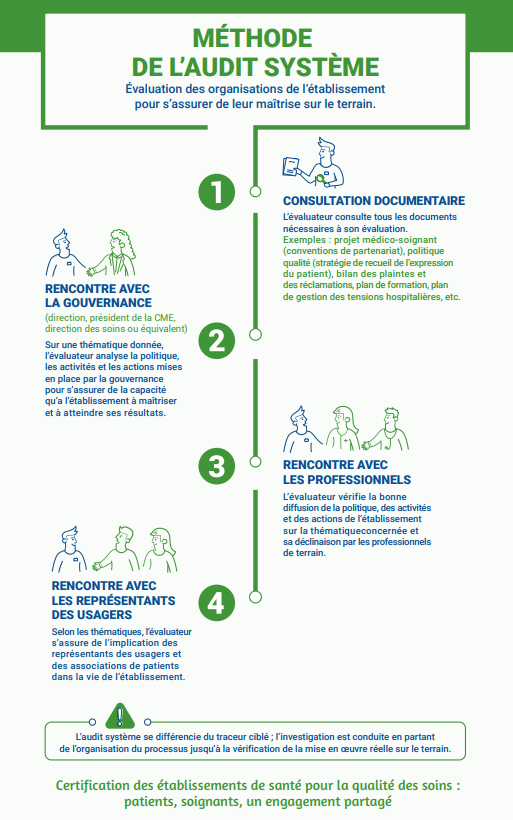 MÉTHODE
DE L'AUDIT SYSTÈME
Évaluation des organisations de l'établissement
pour s'assurer de leur maîtrise sur le terrain.
1
CONSULTATION DOCUMENTAIRE
L'évaluateur consulte tous les documents
nécessaires à son évaluation.
Exemples : projet médico-soignant
(conventions de partenariat), politique
qualité (stratégie de recueil de l'expression
du patient), bilan des plaintes et
des réclamations, plan de formation, plan
de gestion des tensions hospitalières, etc.
RENCONTRE AVEC
LA GOUVERNANCE
(direction, président de la CME,
direction des soins ou équivalent)
Sur une thématique donnée,
l'évaluateur analyse la politique,
les activités et les actions mises
en place par la gouvernance
pour s'assurer de la capacité
qu'a l'établissement à maîtriser
et à atteindre ses résultats.
2
3
RENCONTRE AVEC
LES PROFESSIONNELS
L'évaluateur vérifie la bonne
diffusion de la politique, des activités
et des actions de l'établissement
sur la thématiqueconcernée et
sa déclinaison par les professionnels
de terrain.
RENCONTRE AVEC
LES REPRÉSENTANTS
DES USAGERS
Selon les thématiques, l'évaluateur
s'assure de l'implication des
représentants des usagers et
des associations de patients
dans la vie de l'établissement.
4
!
L'audit système se différencie du traceur ciblé ; l'investigation est conduite en partant
de l'organisation du processus jusqu'à la vérification de la mise en œuvre réelle sur le terrain.
Certification des établissements de santé pour la qualité des soins :
patients, soignants, un engagement partagé